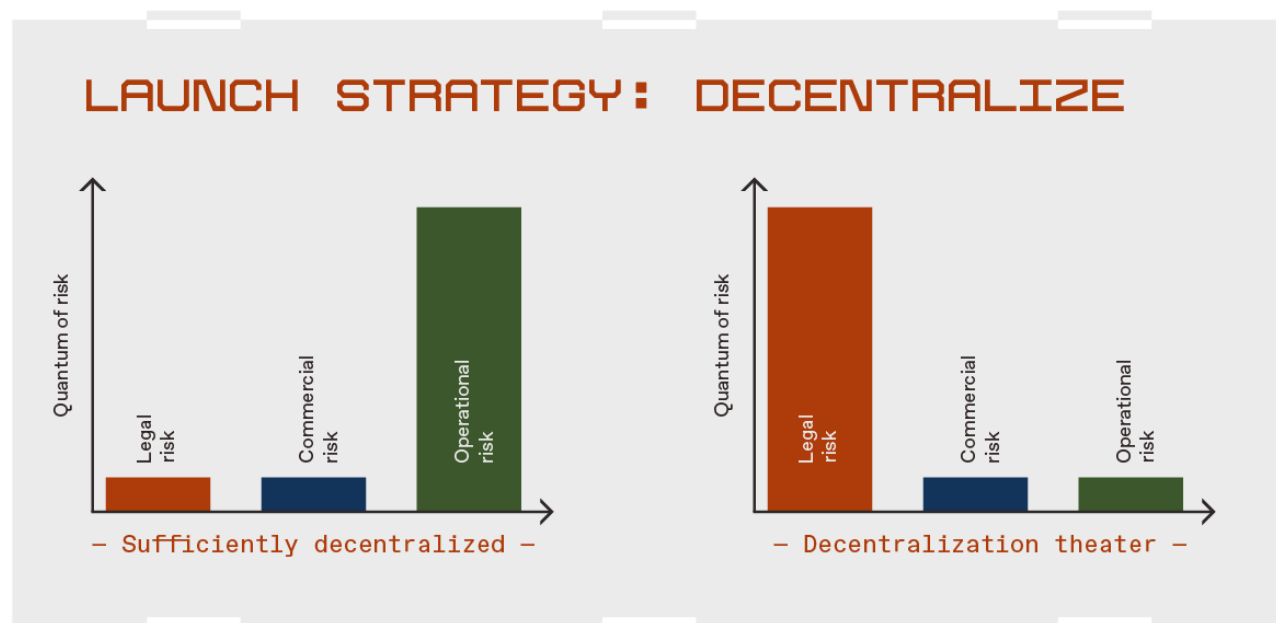 LAUNCH STRATEGY: DECENTRALIZE
Quantum of risk
Legal
risk
Commercial
risk
Operational
risk
— Sufficiently decentralized —
Quantum of risk
Legal
risk
Commercial
risk
Operational
risk
— Decentralization theater —